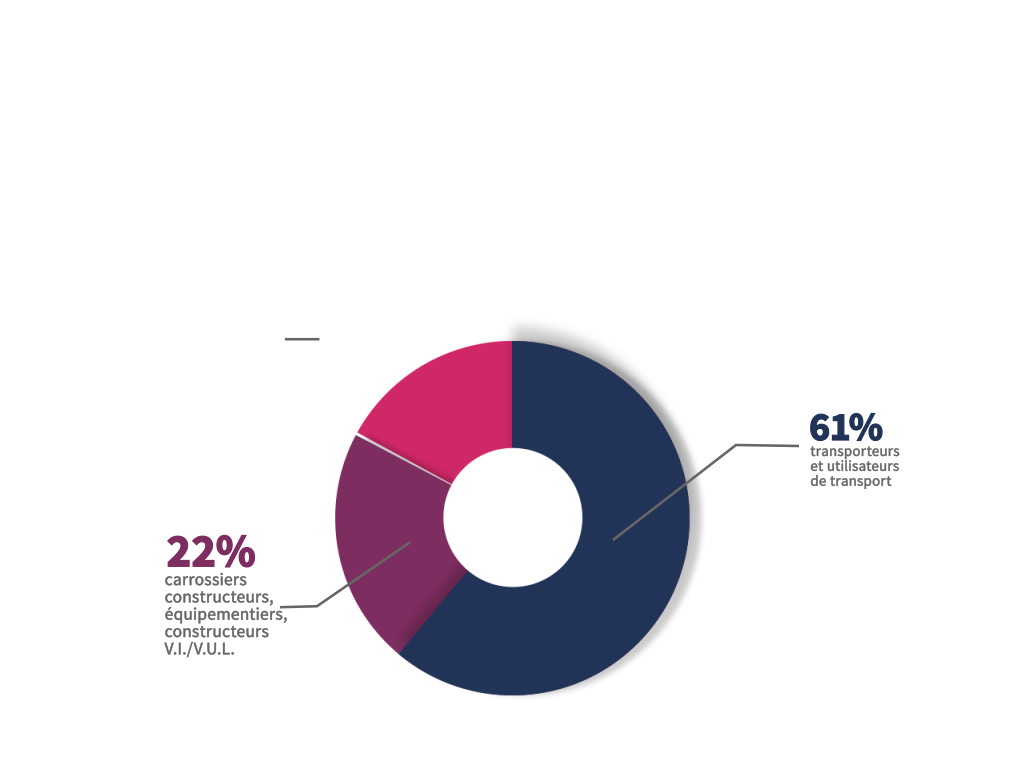 61%
transporteurs
et utilisateurs
de transport
22%
carrossiers
constructeurs,
équipementiers,
constructeurs
V.I./V.U.L.